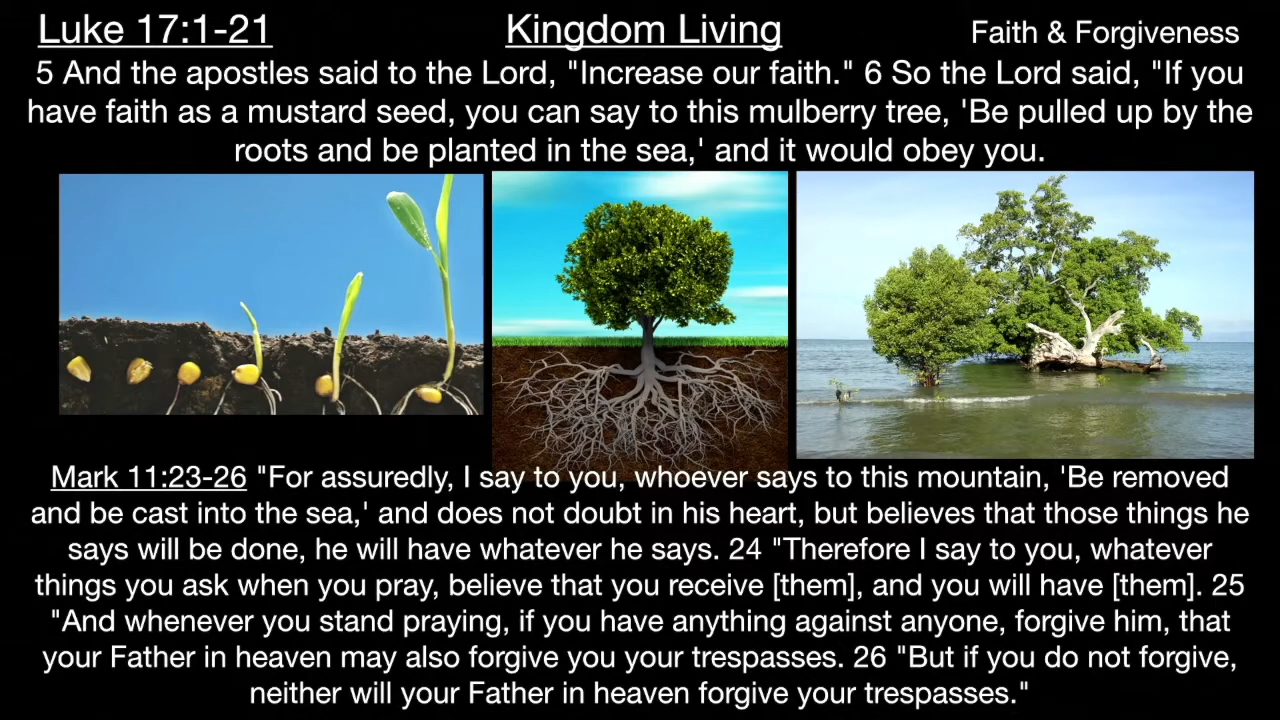 Luke 17:1-21 Kingdom Living Faith & Forgiveness
5 And the apostles said to the Lord, "Increase our faith." 6 So the Lord said, "If you
have faith as a mustard seed, you can say to this mulberry tree, 'Be pulled up by the
roots and be planted in the sea,' and it would obey you.
Mark 11:23-26 "For assuredly, I say to you, whoever says to this mountain, 'Be removed
and be cast into the sea,' and does not doubt in his heart, but believes that those things he
says will be done, he will have whatever he says. 24 "Therefore I say to you, whatever
things you ask when you pray, believe that you receive [them], and you will have [them]. 25
"And whenever you stand praying, if you have anything against anyone, forgive him, that
your Father in heaven may also forgive you your trespasses. 26 "But if you do not forgive,
neither will your Father in heaven forgive your trespasses."